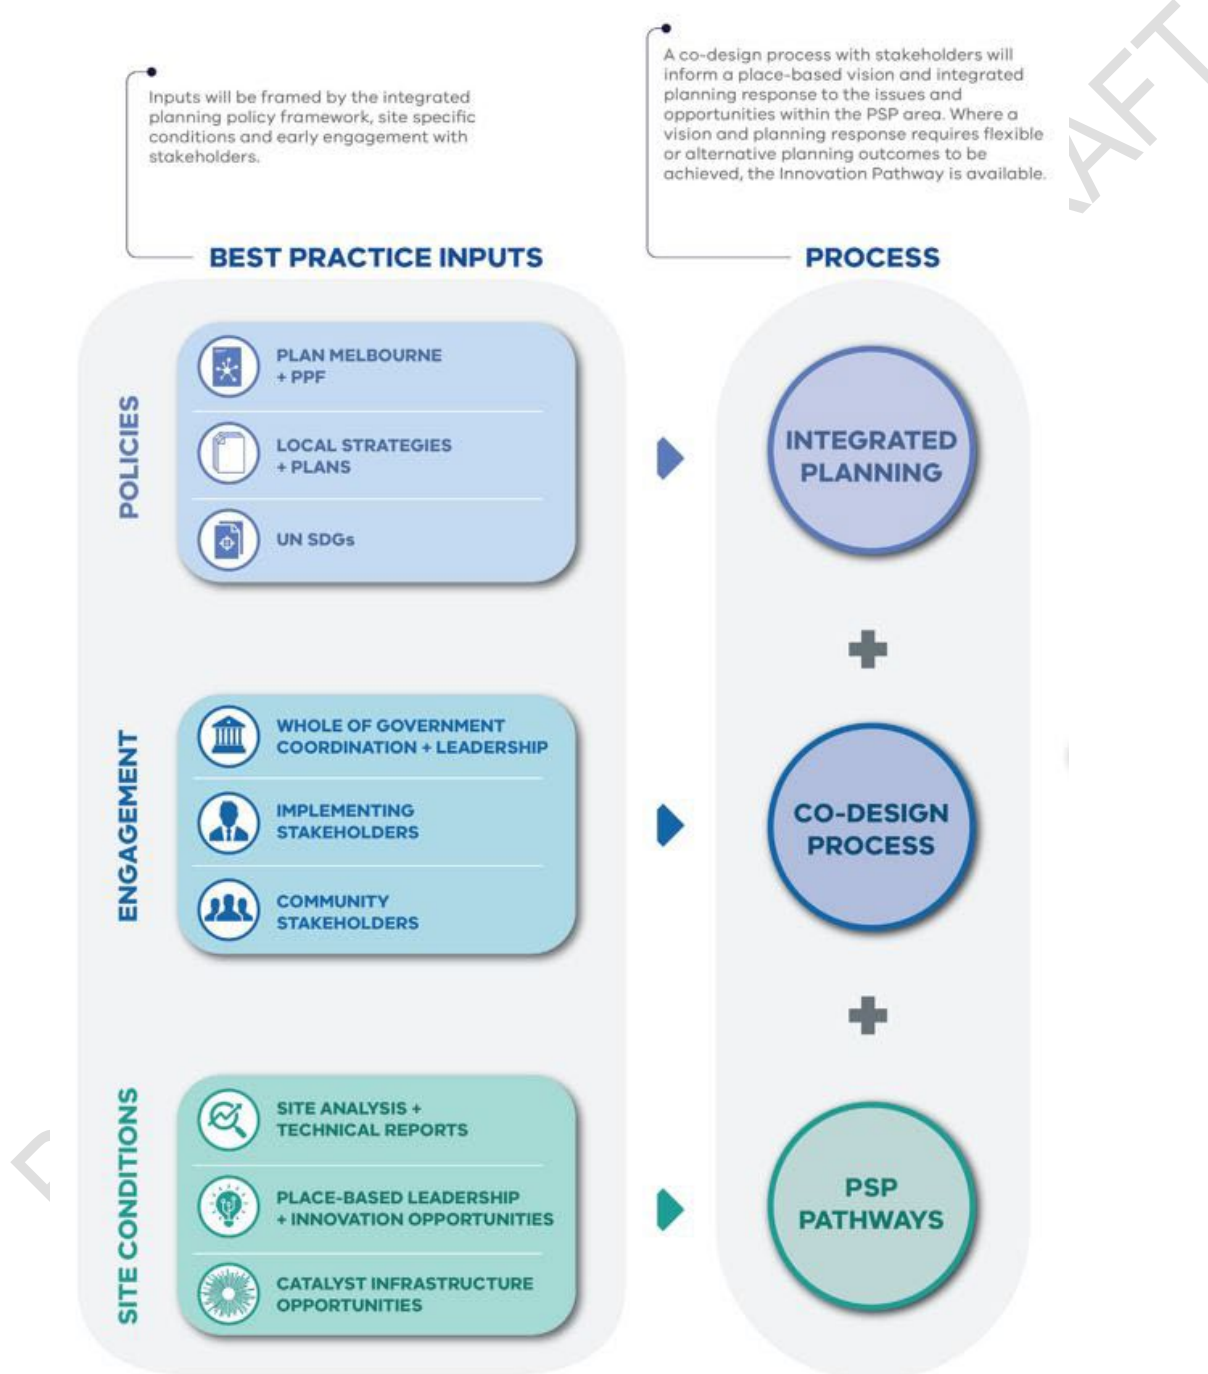 Inputs will be framed by the integrated
planning policy framework, site specific
conditions and early engagement with
stakeholders.
A co-design process with stakeholders will
inform a place-based vision and integrated
planning response to the issues and
opportunities within the PSP area. Where a
vision and planning response requires flexible
or alternative planning outcomes to be
achieved, the Innovation Pathway is available.
BEST PRACTICE INPUTS
PROCESS
POLICIES
PLAN MELBOURNE
+ PPF
LOCAL STRATEGIES
+ PLANS
UN SDGs
INTEGRATED
PLANNING
ENGAGEMENT
WHOLE OF GOVERNMENT
COORDINATION + LEADERSHIP
IMPLEMENTING
STAKEHOLDERS
COMMUNITY
STAKEHOLDERS
CO-DESIGN
PROCESS
SITE CONDITIONS
SITE ANALYSIS +
TECHNICAL REPORTS
PLACE-BASED LEADERSHIP
+ INNOVATION OPPORTUNITIES
CATALYST INFRASTRUCTURE
OPPORTUNITIES
PSP
PATHWAYS